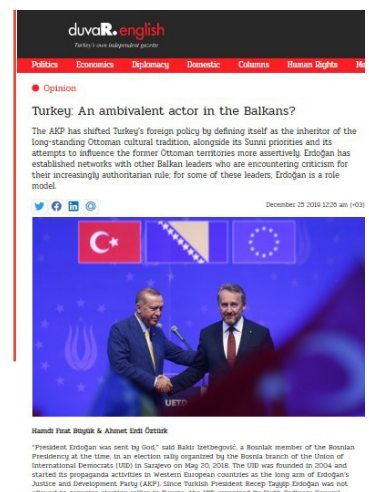 duvaR. english
Turkey's own independent gazette
Politics Economics Diplomacy Domestic Columns Human Rights
Opinion
Turkey: An ambivalent actor in the Balkans?
The AKP has shifted Turkey's foreign policy by defining itself as the inheritor of the
long-standing Ottoman cultural tradition, alongside its Sunni priorities and its
attempts to influence the former Ottoman territories more assertively. Erdoğan has
established networks with other Balkan leaders who are encountering criticism for
their increasingly authoritarian rule; for some of these leaders, Erdoğan is a role
model.
December 25 2019 12:26 am (+03)
UETD
Hamdi Fırat Büyük & Ahmet Erdi Öztürk
"President Erdoğan was sent by God," said Bakir Izetbegović, a Bosniak member of the Bosnian
Presidency at the time, in an election rally organized by the Bosnia branch of the Union of
International Democrats (UID) in Sarajevo on May 20, 2018. The UID was founded in 2004 and
started its propaganda activities in Western European countries as the long arm of Erdoğan's
Justice and Development Party (AKP). Since Turkish President Recep Tayyip Erdoğan was not